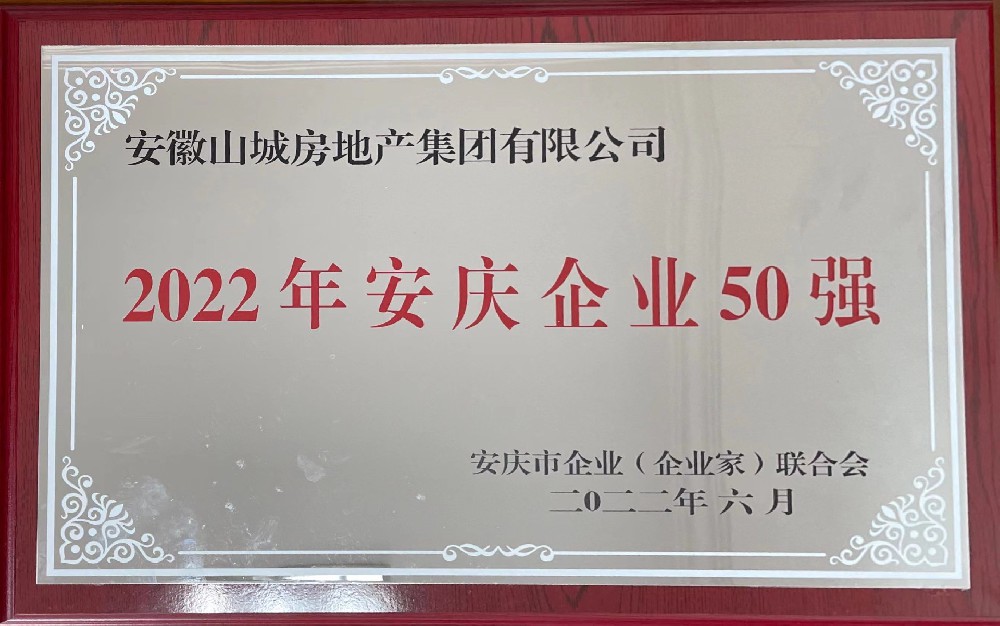 安徽山城房地产集团有限公司
2022年安庆企业50强
安庆市企业（企业家）联合会
二0二二年六月